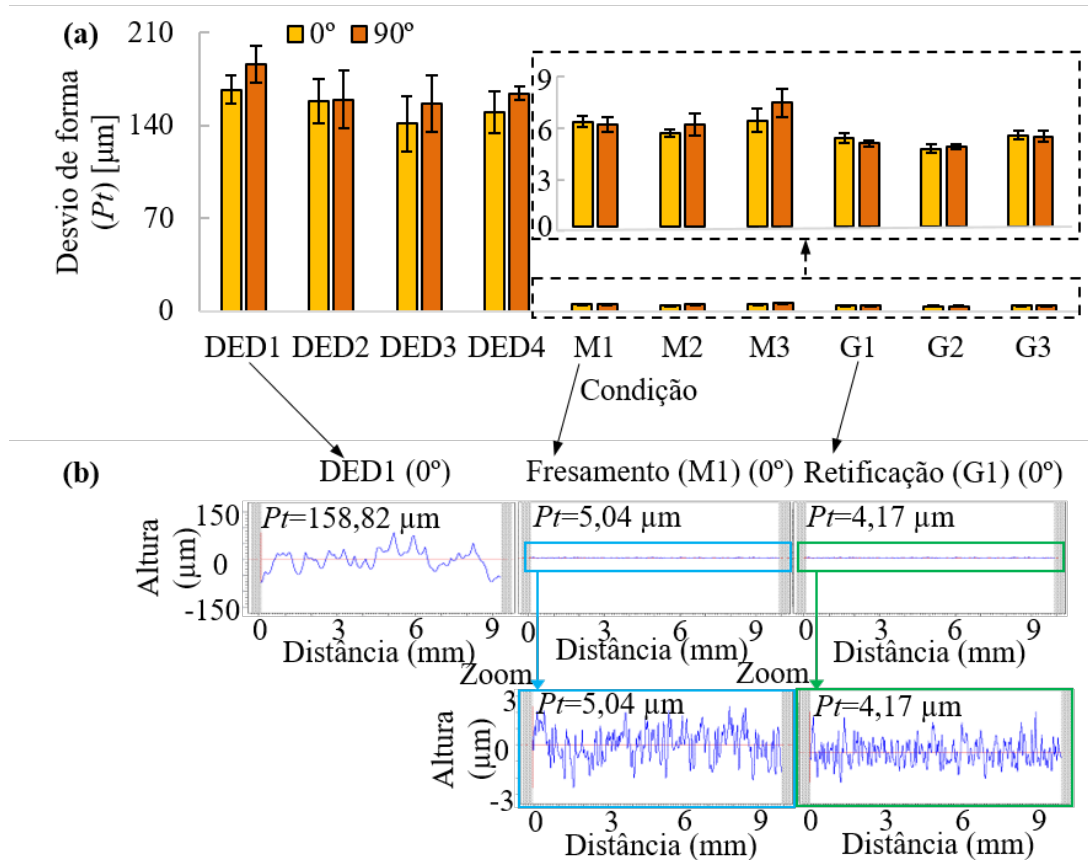 (a)
210
140
70
0
Desvio de forma
(Pt) [µm]
0º 90º
9
6
3
0
DED1 DED2 DED3 DED4 M1 M2 M3 G1 G2 G3
Condição
(b)
DED1 (0º) Fresamento (M1) (0º) Retificação (G1) (0º)
150
0
-150
Altura
(µm)
Pt=158,82 µm Pt=5,04 µm Pt=4,17 µm
0 3 6 9 0 3 6 9 0 3 6 9
Distância (mm) Distância (mm) Distância (mm)
Zoom Zoom
3
0
-3
Altura
(µm)
Pt=5,04 µm Pt=4,17 µm
0 3 6 9 0 3 6 9
Distância (mm) Distância (mm)